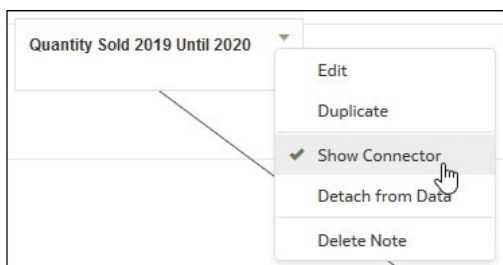 Quantity Sold 2019 Until 2020
Edit
Duplicate
Show Connector
Detach from Data
Delete Note